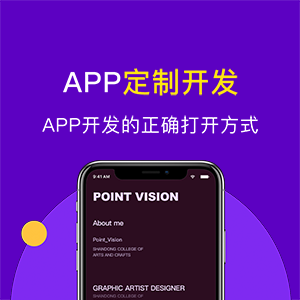 APP定制开发
APP开发的正确打开方式
9:41 AM
POINT VISION
About me
Point_Vision
SHANDONG COLLEGE OF
ARTS AND CRAFTS
GRAPHIC ARTIST DESIGNER
SHANDONG COLLEGE OF